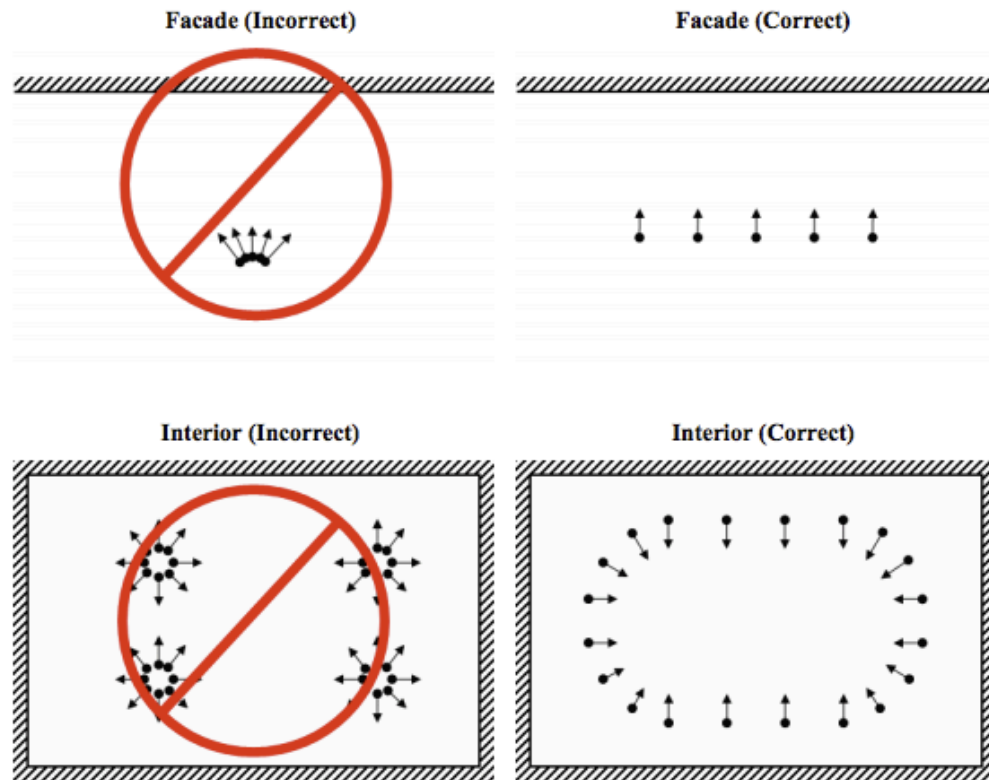 Facade (Incorrect)
Facade (Correct)
Interior (Incorrect)
Interior (Correct)